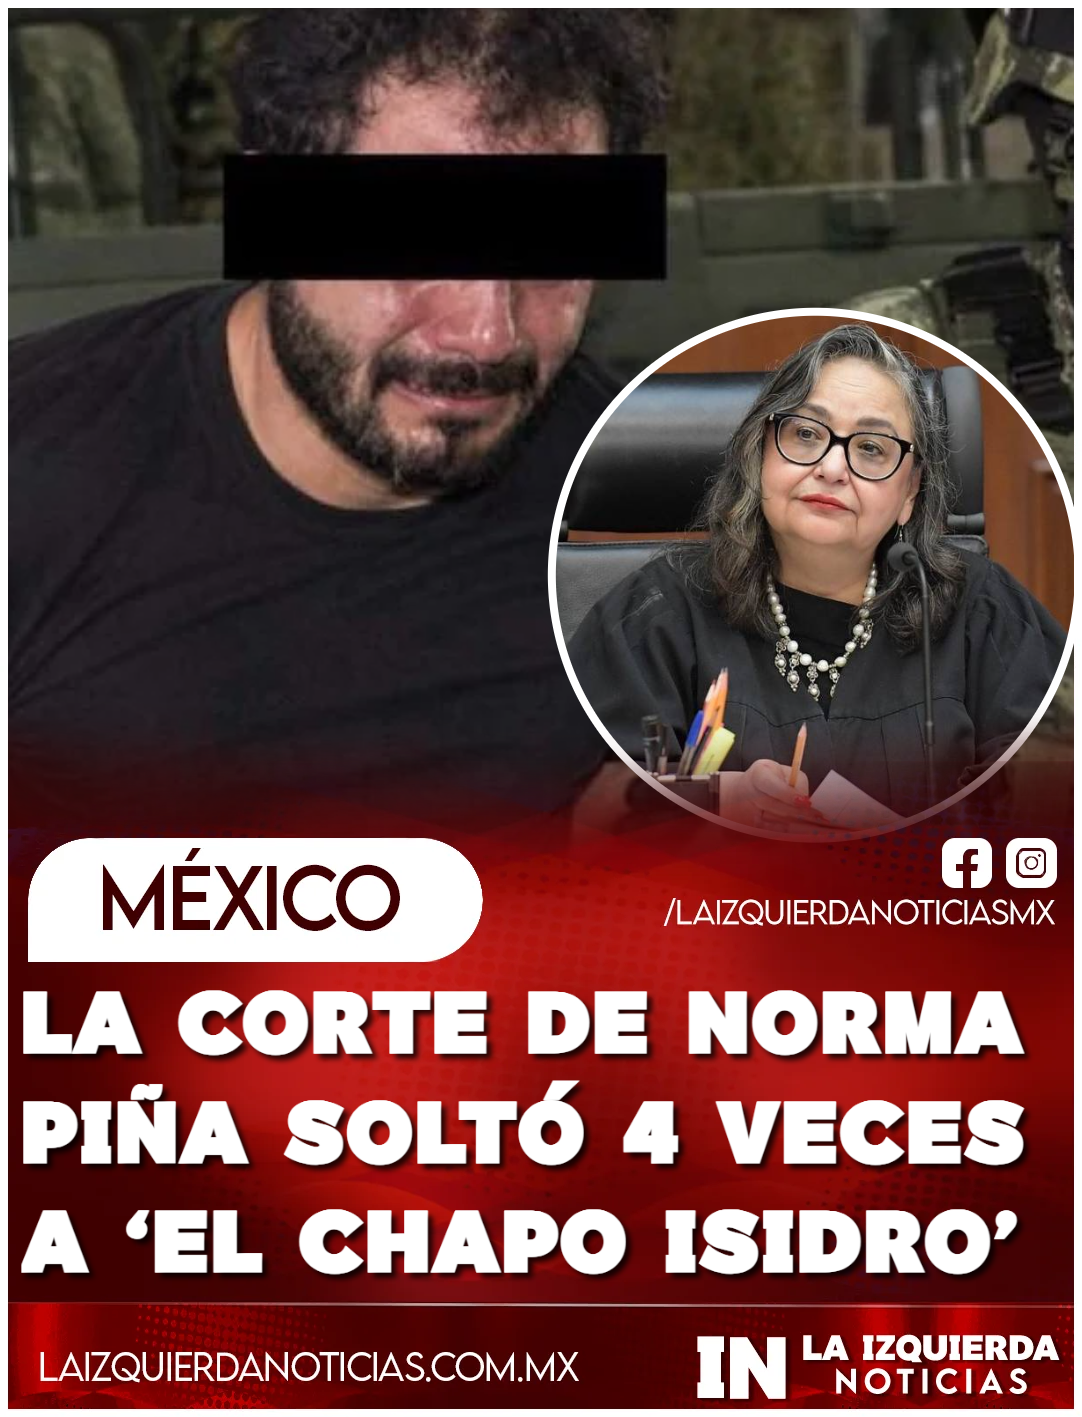 MÉXICO
/LAIZQUIERDANOTICIASMX
LA CORTE DE NORMA
PIÑA SOLTÓ 4 VECES
A ‘EL CHAPO ISIDRO’
LAIZQUIERDANOTICIAS.COM.MX
IN LA IZQUIERDA
NOTICIAS